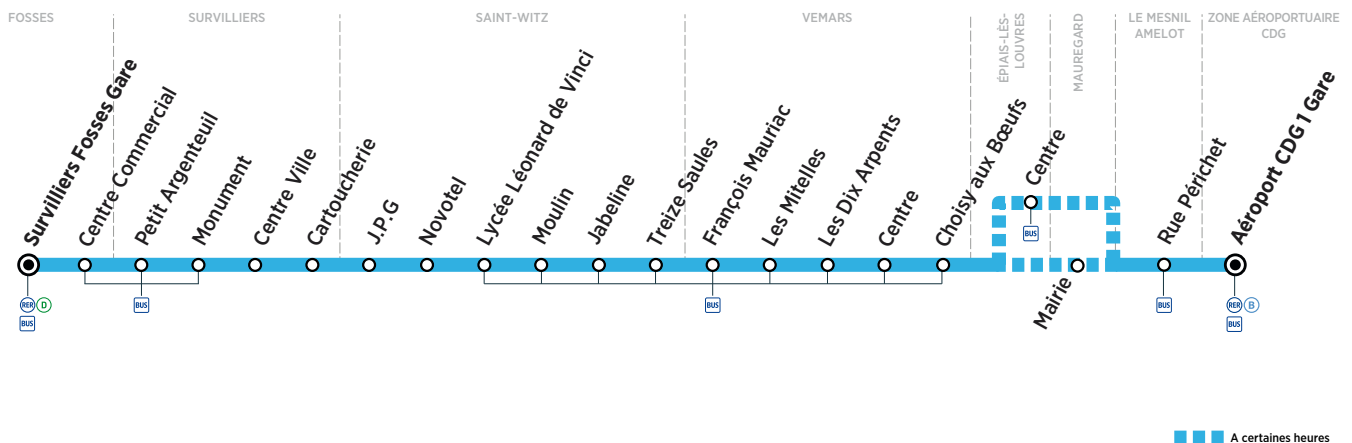 FOSSES
SURVILLIERS
SAINT-WITZ
VEMARS
ÉPIAIS-LÈS-
LOUVRES
MAUREGARD
LE MESNIL
AMELOT
ZONE AÉROPORTUAIRE
CDG
Survilliers Fosses Gare
Centre Commercial
Petit Argenteuil
Monument
Centre Ville
Cartoucherie
J.P.G
Novotel
Lycée Léonard de Vinci
Moulin
Jabeline
Treize Saules
François Mauriac
Les Mitelles
Les Dix Arpents
Centre
Choisy aux Bœufs
Centre
Mairie
Rue Périchet
Aéroport CDG 1 Gare
BUS
RER D
BUS
BUS
BUS
BUS
RER B
BUS
A certaines heures